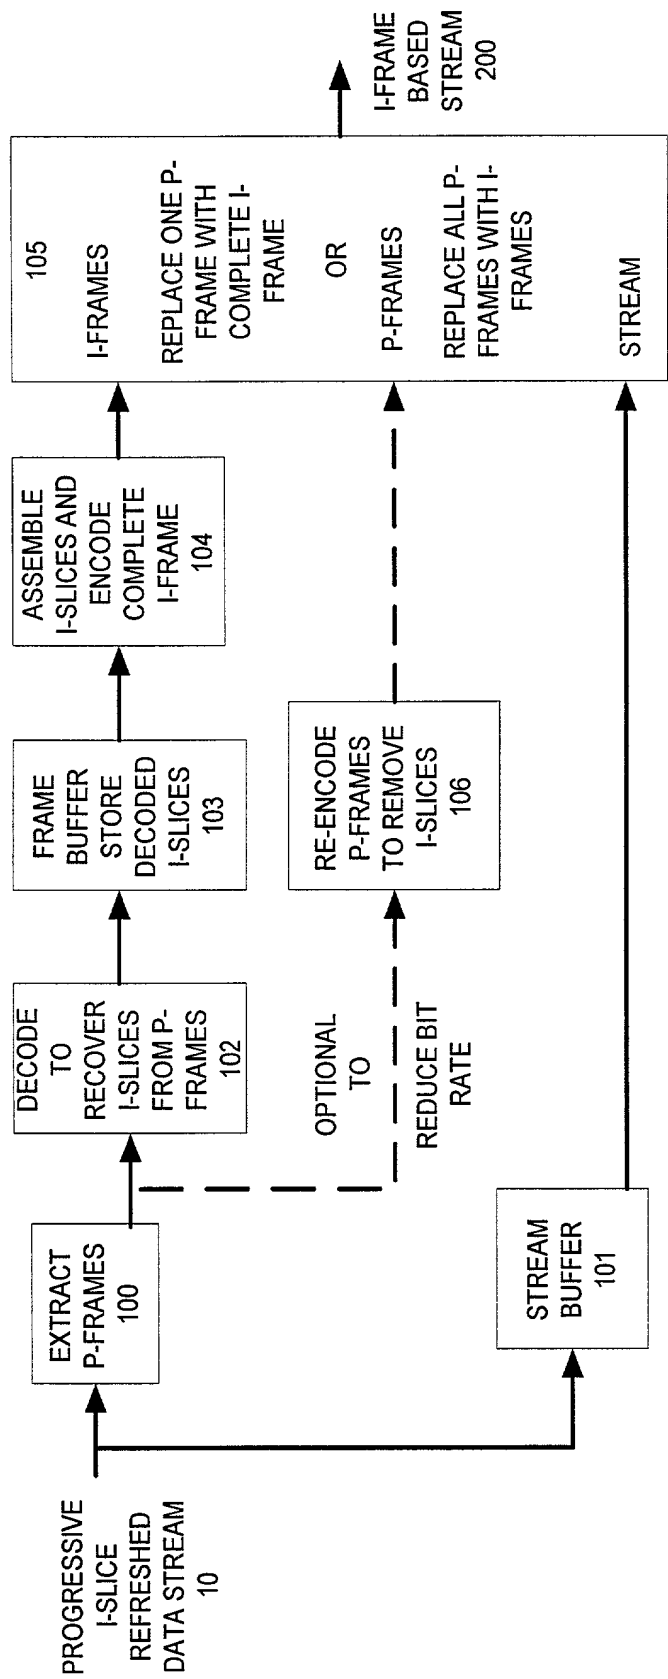 PROGRESSIVE
I-SLICE
REFRESHED
DATA STREAM
10
EXTRACT
P-FRAMES
100
DECODE
TO
RECOVER
I-SLICES
FROM P-
FRAMES
102
FRAME
BUFFER
STORE
DECODED
I-SLICES
103
ASSEMBLE
I-SLICES AND
ENCODE
COMPLETE
I-FRAME
104
OPTIONAL
TO
REDUCE BIT
RATE
RE-ENCODE
P-FRAMES
TO REMOVE
I-SLICES
106
STREAM
BUFFER
101
105
I-FRAMES
REPLACE ONE P-
FRAME WITH
COMPLETE I-
FRAME
OR
P-FRAMES
REPLACE ALL P-
FRAMES WITH I-
FRAMES
STREAM
I-FRAME
BASED
STREAM
200